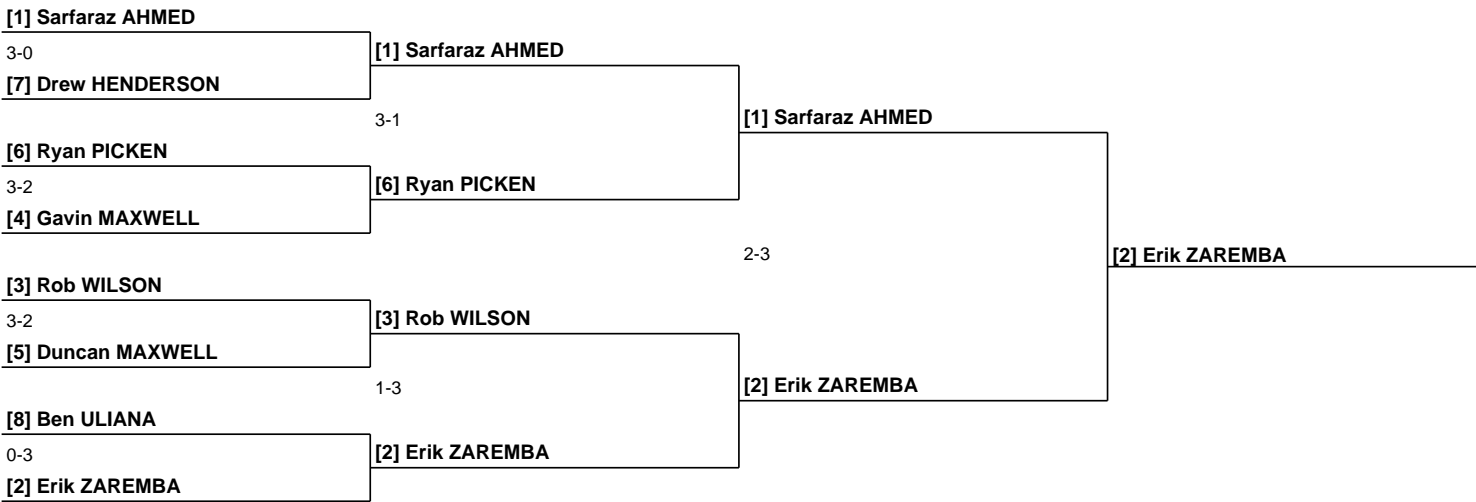 [1] Sarfaraz AHMED
3-0
[7] Drew HENDERSON
[6] Ryan PICKEN
3-2
[4] Gavin MAXWELL
[3] Rob WILSON
3-2
[5] Duncan MAXWELL
[8] Ben ULIANA
0-3
[2] Erik ZAREMBA
[1] Sarfaraz AHMED
3-1
[6] Ryan PICKEN
[3] Rob WILSON
1-3
[2] Erik ZAREMBA
[1] Sarfaraz AHMED
2-3
[2] Erik ZAREMBA
[2] Erik ZAREMBA